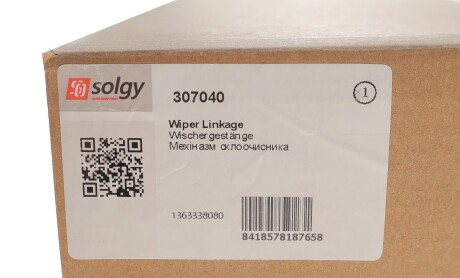 solgy
307040
1
Wiper Linkage
Wischergestänge
Механізм склоочисника
1363338080
8418578187658